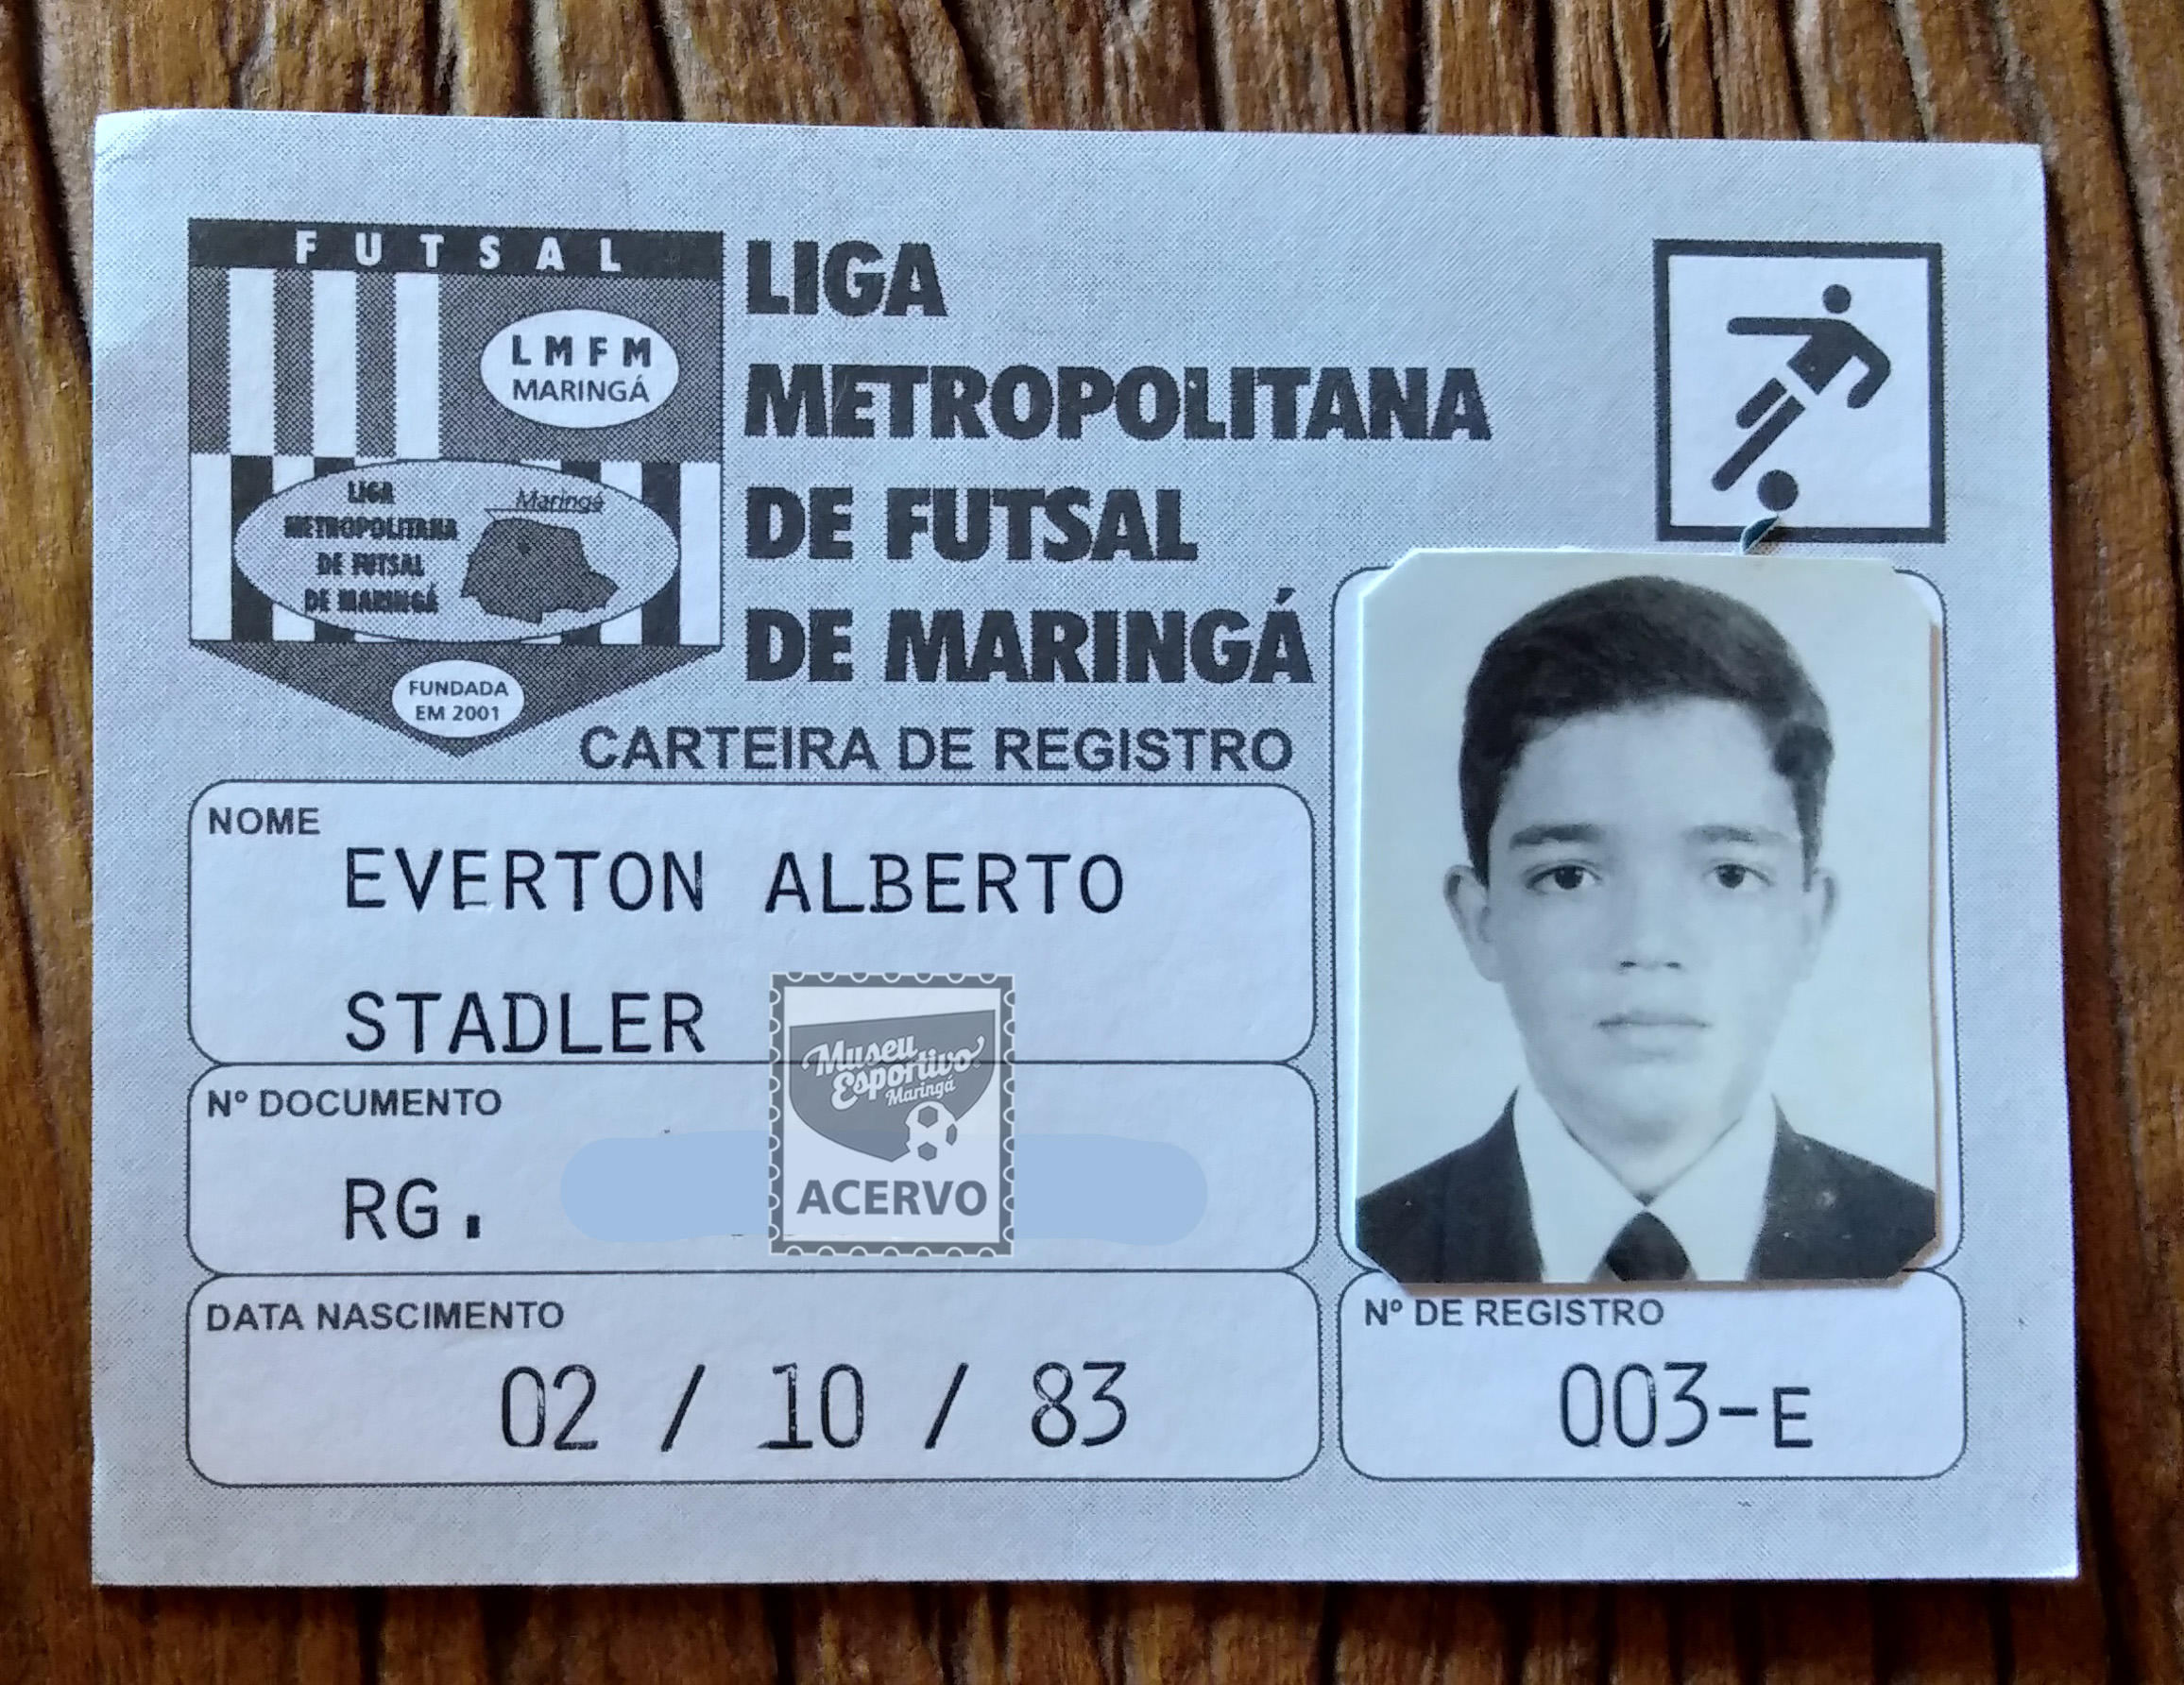 FUTSAL
LMFM
MARINGÁ
LIGA
METROPOLITANA
DE FUTSAL
DE MARINGÁ
Maringá
FUNDADA
EM 2001
LIGA
METROPOLITANA
DE FUTSAL
DE MARINGÁ
CARTEIRA DE REGISTRO
NOME
EVERTON ALBERTO
STADLER
Nº DOCUMENTO
RG.
Museu
Esportivo
Maringá
ACERVO
DATA NASCIMENTO
02 / 10 / 83
Nº DE REGISTRO
003-E